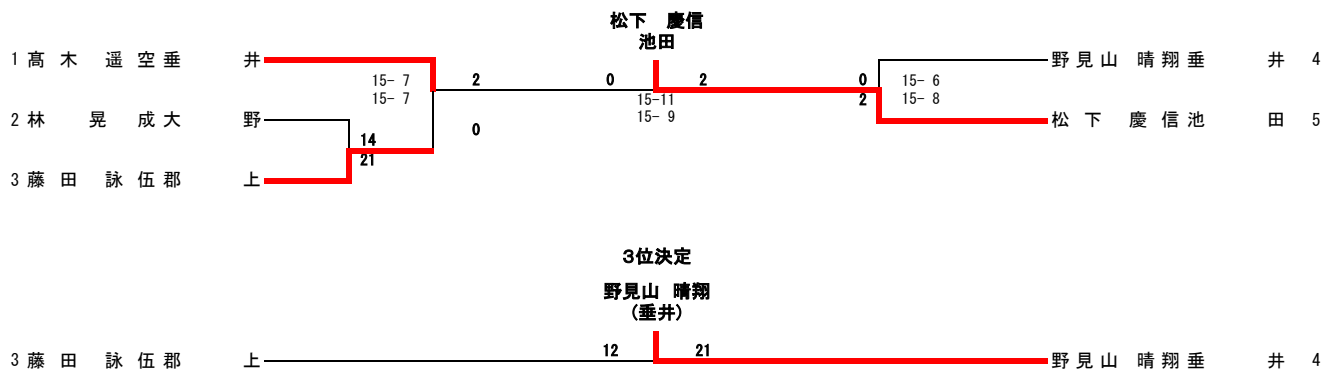 松下 慶信
池田
1 髙木 遥空 垂井
野見山 晴翔 垂井 4
15- 7
15- 7
2
0
0
2
15-11
15- 9
0
2
15- 6
15- 8
2 林 晃成 大野
松下 慶信 池田 5
14
21
3 藤田 詠伍 郡上
3位決定
野見山 晴翔
(垂井)
3 藤田 詠伍 郡上
12
21
野見山 晴翔 垂井 4